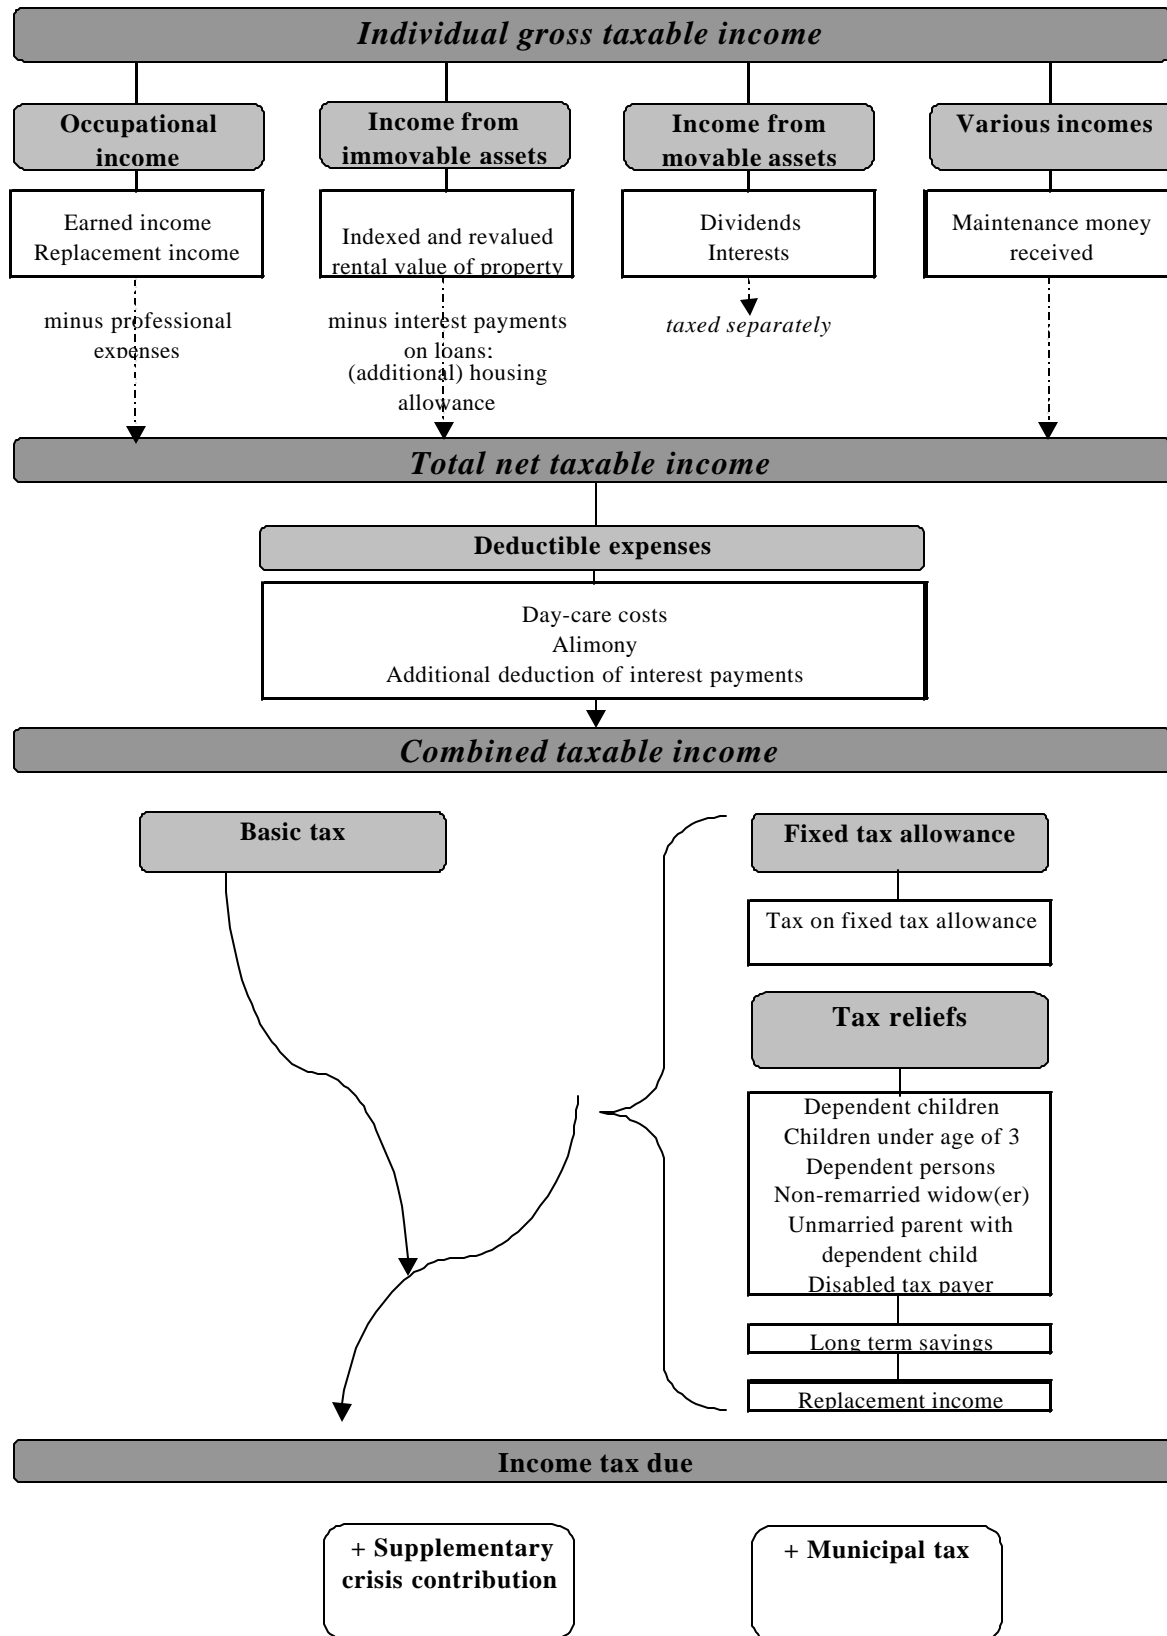 Individual gross taxable income
Occupational
income
Income from
immovable assets
Income from
movable assets
Various incomes
Earned income
Replacement income
Indexed and revalued
rental value of property
Dividends
Interests
Maintenance money
received
minus professional
expenses
minus interest payments
on loans;
(additional) housing
allowance
taxed separately
Total net taxable income
Deductible expenses
Day-care costs
Alimony
Additional deduction of interest payments
Combined taxable income
Basic tax
Fixed tax allowance
Tax on fixed tax allowance
Tax reliefs
Dependent children
Children under age of 3
Dependent persons
Non-remarried widow(er)
Unmarried parent with
dependent child
Disabled tax payer
Long term savings
Replacement income
Income tax due
+ Supplementary
crisis contribution
+ Municipal tax